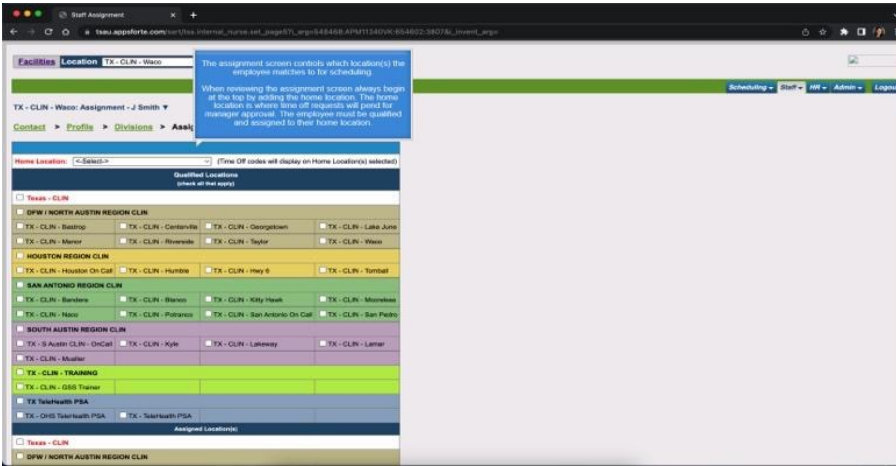 Staff Assignment
tsau.appsforte.com/
Facilities Location TX - CLIN - Waco
The assignment screen controls which location(s) the
employee matches to for scheduling.
When reviewing the assignment screen always begin
at the top by adding the home location. The home
location is where time off requests will pend for
manager approval. The employee must be qualified
and assigned to their home location.
Scheduling Staff HR Admin Logout
TX - CLIN - Waco: Assignment - J Smith ▼
Contact > Profile > Divisions > Assig
Home Location: <-Select-> (Time Off codes will display on Home Location(s) selected)
Qualified Locations
(check all that apply)
Texas - CLIN
DFW / NORTH AUSTIN REGION CLIN
TX - CLIN - Bastrop TX - CLIN - Centerville TX - CLIN - Georgetown TX - CLIN - Lake June
TX - CLIN - Manor TX - CLIN - Riverside TX - CLIN - Taylor TX - CLIN - Waco
HOUSTON REGION CLIN
TX - CLIN - Houston On Call TX - CLIN - Humble TX - CLIN - Hwy 6 TX - CLIN - Tomball
SAN ANTONIO REGION CLIN
TX - CLIN - Bandera TX - CLIN - Blanco TX - CLIN - Kitty Hawk TX - CLIN -
TX - CLIN - Naco TX - CLIN - Potranco TX - CLIN - San Antonio On Call TX - CLIN - San Pedro
SOUTH AUSTIN REGION CLIN
TX - S Austin CLIN - OnCall TX - CLIN - Kyle TX - CLIN - Lakeway TX - CLIN - Lamar
TX - CLIN - Mueller
TX - CLIN - TRAINING
TX - CLIN - GSS Trainer
TX TeleHealth PSA
TX - OHS TeleHealth PSA TX - TeleHealth PSA
Assigned Location(s)
Texas - CLIN
DFW / NORTH AUSTIN REGION CLIN